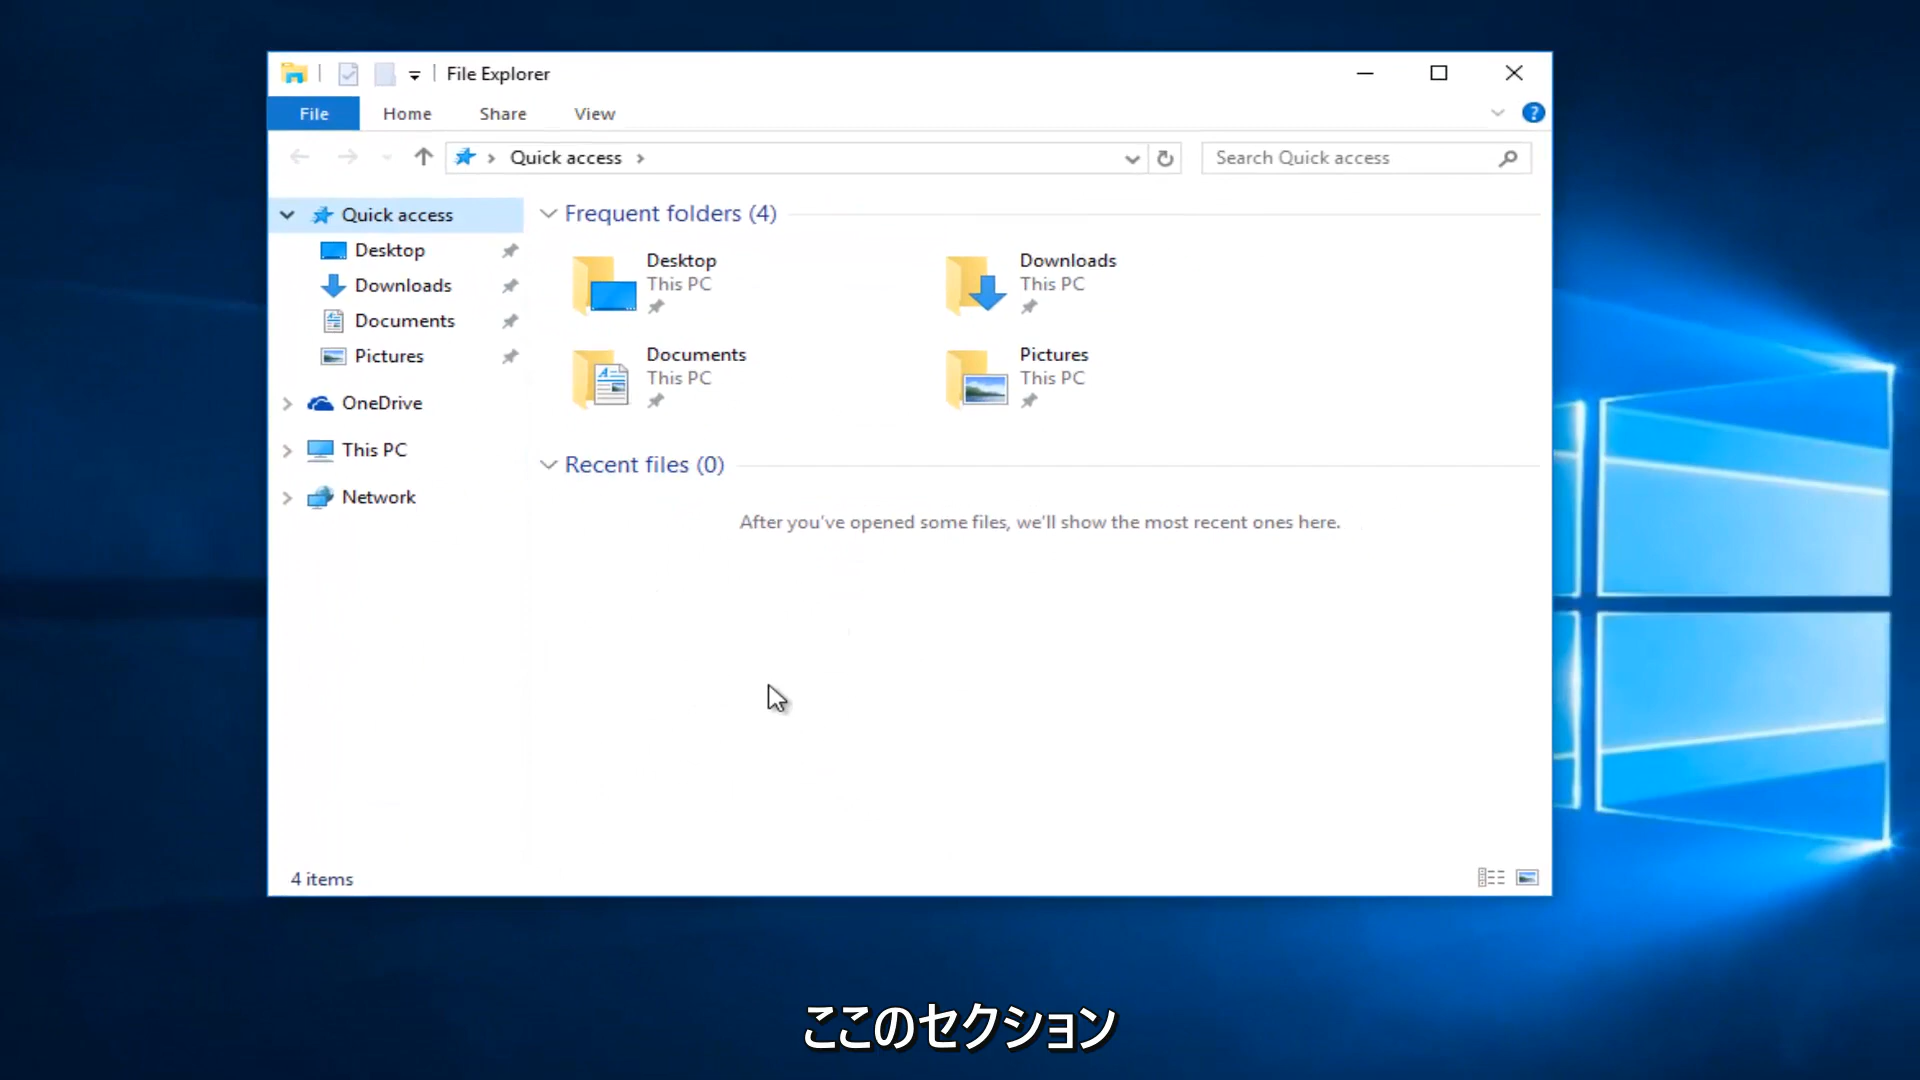 File Explorer
File Home Share View ?
Quick access Search Quick access
Quick access
Desktop
Downloads
Documents
Pictures
OneDrive
This PC
Network
Frequent folders (4)
Desktop
This PC
Downloads
This PC
Documents
This PC
Pictures
This PC
Recent files (0)
After you've opened some files, we'll show the most recent ones here.
4 items
ここのセクション